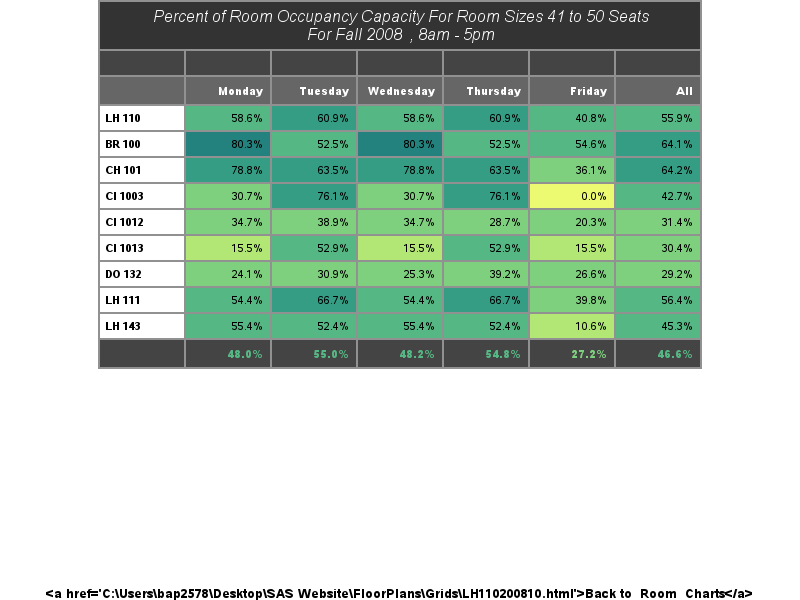 Percent of Room Occupancy Capacity For Room Sizes 41 to 50 Seats
For Fall 2008 , 8am - 5pm
Monday Tuesday Wednesday Thursday Friday All
LH 110 58.6% 60.9% 58.6% 60.9% 40.8% 55.9%
BR 100 80.3% 52.5% 80.3% 52.5% 54.6% 64.1%
CH 101 78.8% 63.5% 78.8% 63.5% 36.1% 64.2%
CI 1003 30.7% 76.1% 30.7% 76.1% 0.0% 42.7%
CI 1012 34.7% 38.9% 34.7% 28.7% 20.3% 31.4%
CI 1013 15.5% 52.9% 15.5% 52.9% 15.5% 30.4%
DO 132 24.1% 30.9% 25.3% 39.2% 26.6% 29.2%
LH 111 54.4% 66.7% 54.4% 66.7% 39.8% 56.4%
LH 143 55.4% 52.4% 55.4% 52.4% 10.6% 45.3%
48.0% 55.0% 48.2% 54.8% 27.2% 46.6%
<a href='C:\Users\bap2578\Desktop\SAS Website\FloorPlans\Grids\LH110200810.html'>Back to Room Charts</a>